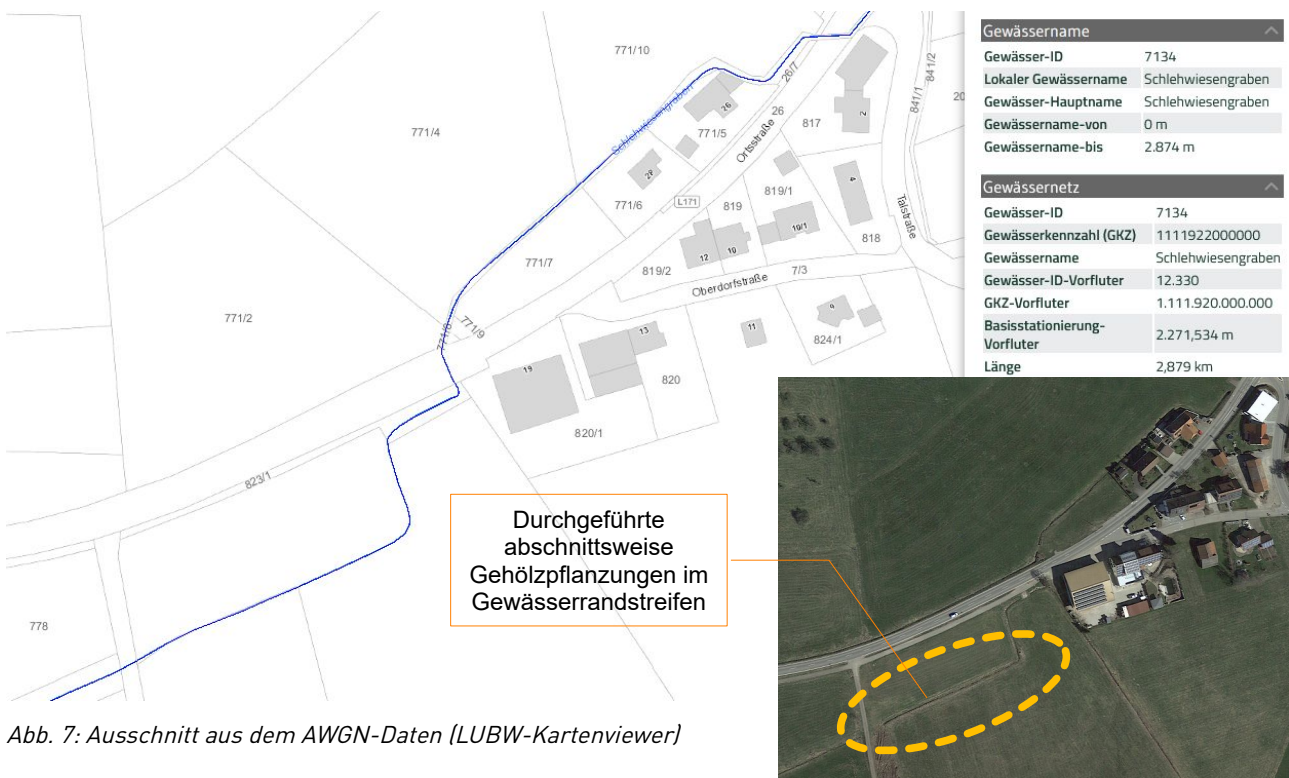 771/10
771/4
Schlehwiesengraben
26
26/7
26
771/5
Ortsstraße
817
2
841/1
841/2
20
28
771/6
L171
819
819/1
10/1
4
818
Talstraße
12
10
819/2
Oberdorfstraße
7/3
771/7
771/2
771/8
771/9
19
13
11
9
824/1
820
820/1
823/1
778
Gewässername
Gewässer-ID 7134
Lokaler Gewässername Schlehwiesengraben
Gewässer-Hauptname Schlehwiesengraben
Gewässername-von 0 m
Gewässername-bis 2.874 m
Gewässernetz
Gewässer-ID 7134
Gewässerkennzahl (GKZ) 1111922000000
Gewässername Schlehwiesengraben
Gewässer-ID-Vorfluter 12.330
GKZ-Vorfluter 1.111.920.000.000
Basisstationierung-
Vorfluter 2.271,534 m
Länge 2,879 km
Durchgeführte
abschnittsweise
Gehölzpflanzungen im
Gewässerrandstreifen
Abb. 7: Ausschnitt aus dem AWGN-Daten (LUBW-Kartenviewer)